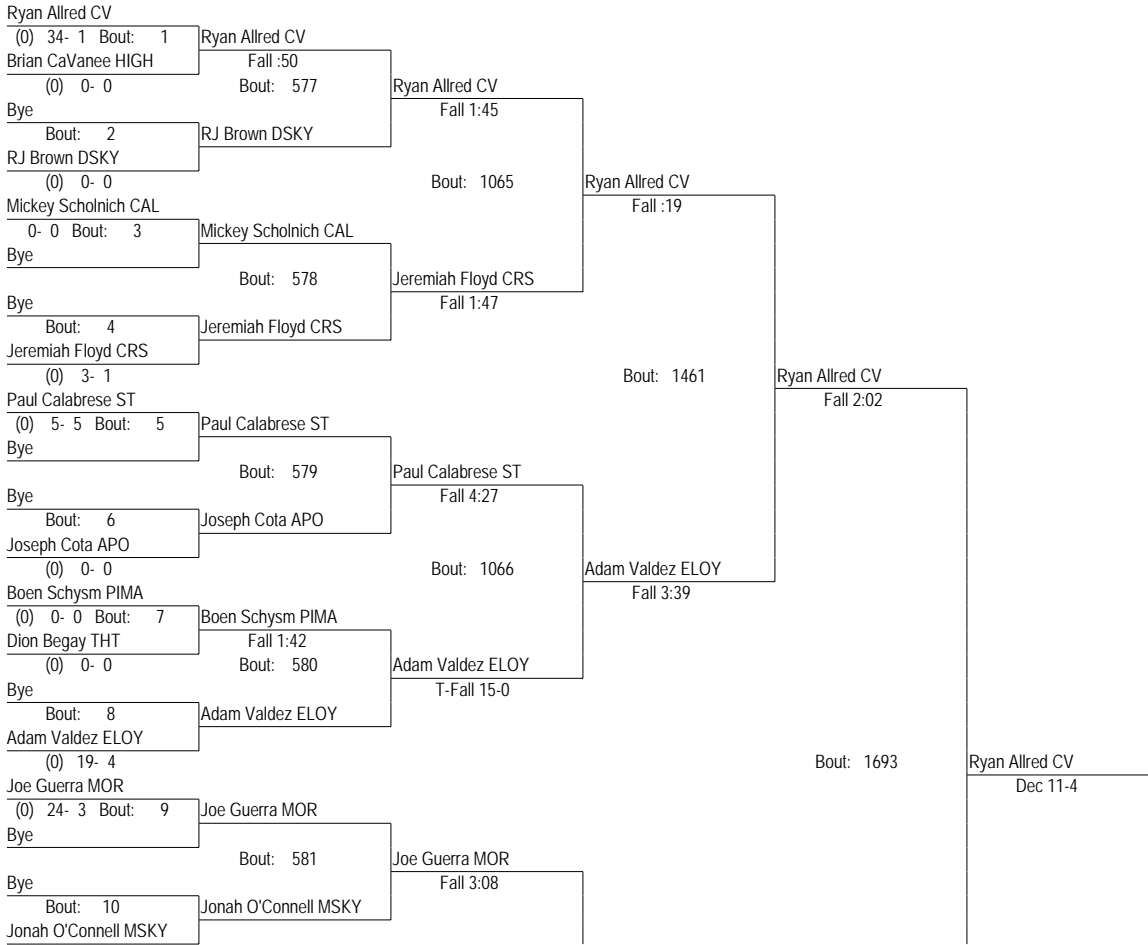 Ryan Allred CV
(0) 34- 1 Bout: 1 Ryan Allred CV
Brian CaVanee HIGH Fall :50
(0) 0- 0 Bout: 577 Ryan Allred CV
Bye Fall 1:45
Bout: 2 RJ Brown DSKY
RJ Brown DSKY
(0) 0- 0 Bout: 1065 Ryan Allred CV
Mickey Scholnich CAL Fall :19
0- 0 Bout: 3 Mickey Scholnich CAL
Bye
Bout: 578 Jeremiah Floyd CRS
Bye Fall 1:47
Bout: 4 Jeremiah Floyd CRS
Jeremiah Floyd CRS
(0) 3- 1 Bout: 1461 Ryan Allred CV
Paul Calabrese ST Fall 2:02
(0) 5- 5 Bout: 5 Paul Calabrese ST
Bye
Bout: 579 Paul Calabrese ST
Bye Fall 4:27
Bout: 6 Joseph Cota APO
Joseph Cota APO
(0) 0- 0 Bout: 1066 Adam Valdez ELOY
Boen Schysm PIMA Fall 3:39
(0) 0- 0 Bout: 7 Boen Schysm PIMA
Dion Begay THT Fall 1:42
(0) 0- 0 Bout: 580 Adam Valdez ELOY
Bye T-Fall 15-0
Bout: 8 Adam Valdez ELOY
Adam Valdez ELOY
(0) 19- 4 Bout: 1693 Ryan Allred CV
Joe Guerra MOR Dec 11-4
(0) 24- 3 Bout: 9 Joe Guerra MOR
Bye
Bout: 581 Joe Guerra MOR
Bye Fall 3:08
Bout: 10 Jonah O'Connell MSKY
Jonah O'Connell MSKY